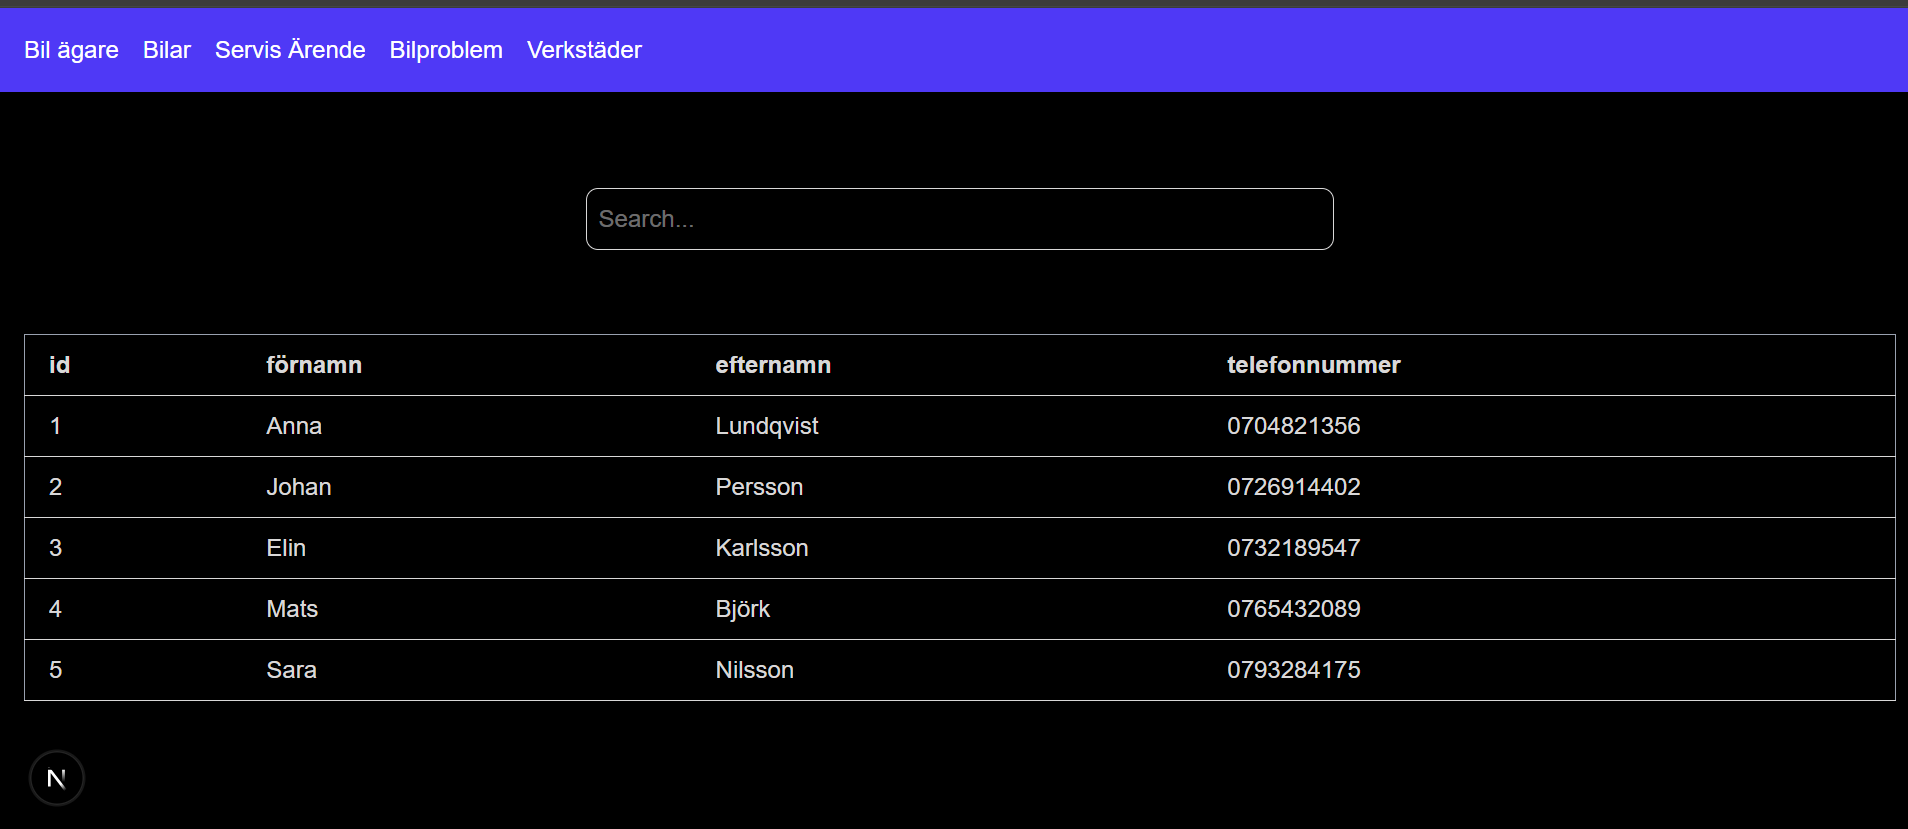 Bil ägare Bilar Servis Ärende Bilproblem Verkstäder
Search...
id förnamn efternamn telefonnummer
1 Anna Lundqvist 0704821356
2 Johan Persson 0726914402
3 Elin Karlsson 0732189547
4 Mats Björk 0765432089
5 Sara Nilsson 0793284175
N